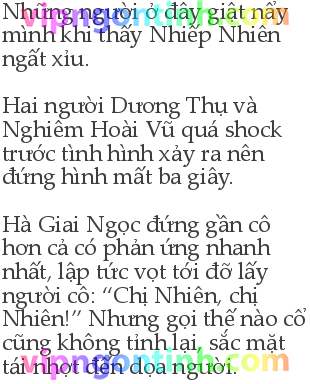 Những người ở đây giật nẩy
mình khi thấy Nhiếp Nhiên
ngất xỉu.
Hai người Dương Thụ và
Nghiêm Hoài Vũ quá shock
trước tình hình xảy ra nên
đứng hình mất ba giây.
Hà Giai Ngọc đứng gần cô
hơn cả có phản ứng nhanh
nhất, lập tức vọt tới đỡ lấy
người cô: “Chị Nhiên, chị
Nhiên!” Nhưng gọi thế nào cổ
cũng không tỉnh lại, sắc mặt
tái nhợt đến dọa người.
vipngontinh.com
vipngontinh.com